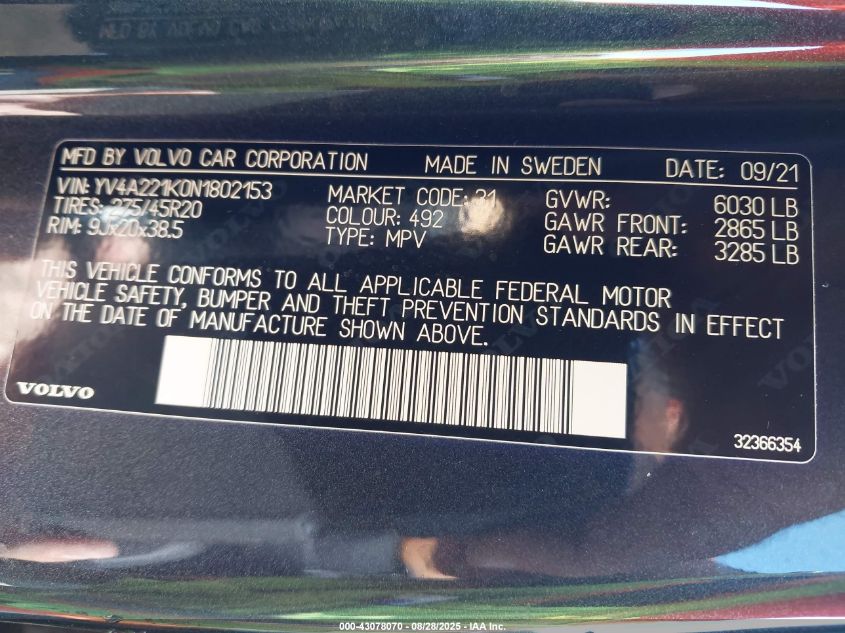 MFD BY VOLVO CAR CORPORATION MADE IN SWEDEN DATE: 09/21
VIN: YV4A221K0N1802153 MARKET CODE: 31 GVWR: 6030 LB
TIRES: 275/45R20 COLOUR: 492 GAWR FRONT: 2865 LB
RIM: 9Jx20x38.5 TYPE: MPV GAWR REAR: 3285 LB
THIS VEHICLE CONFORMS TO ALL APPLICABLE FEDERAL MOTOR
VEHICLE SAFETY, BUMPER AND THEFT PREVENTION STANDARDS IN EFFECT
ON THE DATE OF MANUFACTURE SHOWN ABOVE.
VOLVO
32366354
000-43078070 - 08/28/2025 - IAA Inc.